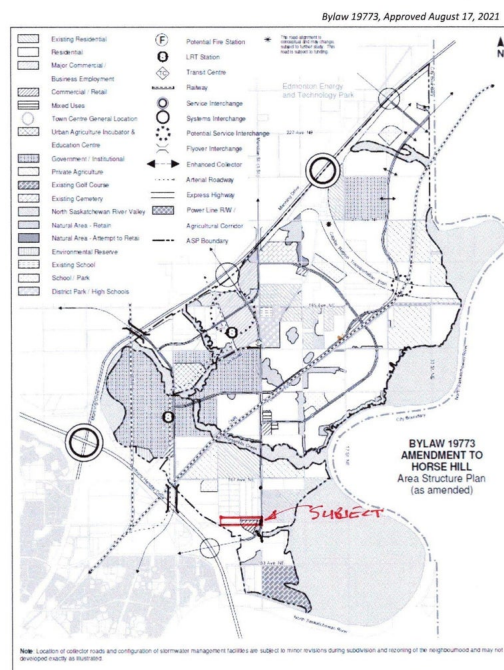 Bylaw 19773, Approved August 17, 2021
Existing Residential
Residential
Major Commercial /
Business Employment
Commercial / Retail
Mixed Uses
Town Centre General Location
Urban Agriculture Incubator &
Education Centre
Government / Institutional
Private Agriculture
Existing Golf Course
Existing Cemetery
North Saskatchewan River Valley
Natural Area - Retain
Natural Area - Attempt to Retai
Environmental Reserve
Existing School
School / Park
District Park / High Schools
F
Potential Fire Station
LRT Station
Transit Centre
Railway
Service Interchange
Systems Interchange
Potential Service Interchange
Flyover Interchange
Enhanced Collector
Arterial Roadway
Express Highway
Power Line R/W /
Agricultural Corridor
ASP Boundary
N
Edmonton Energy
and Technology Park
BYLAW 19773
AMENDMENT TO
HORSE HILL
Area Structure Plan
(as amended)
SUBJECT
North Saskatchewan River
Note: Location of collector roads and configuration of stormwater management facilities are subject to minor revisions during subdivision and rezoning of the neighbourhood and may not
developed exactly as illustrated